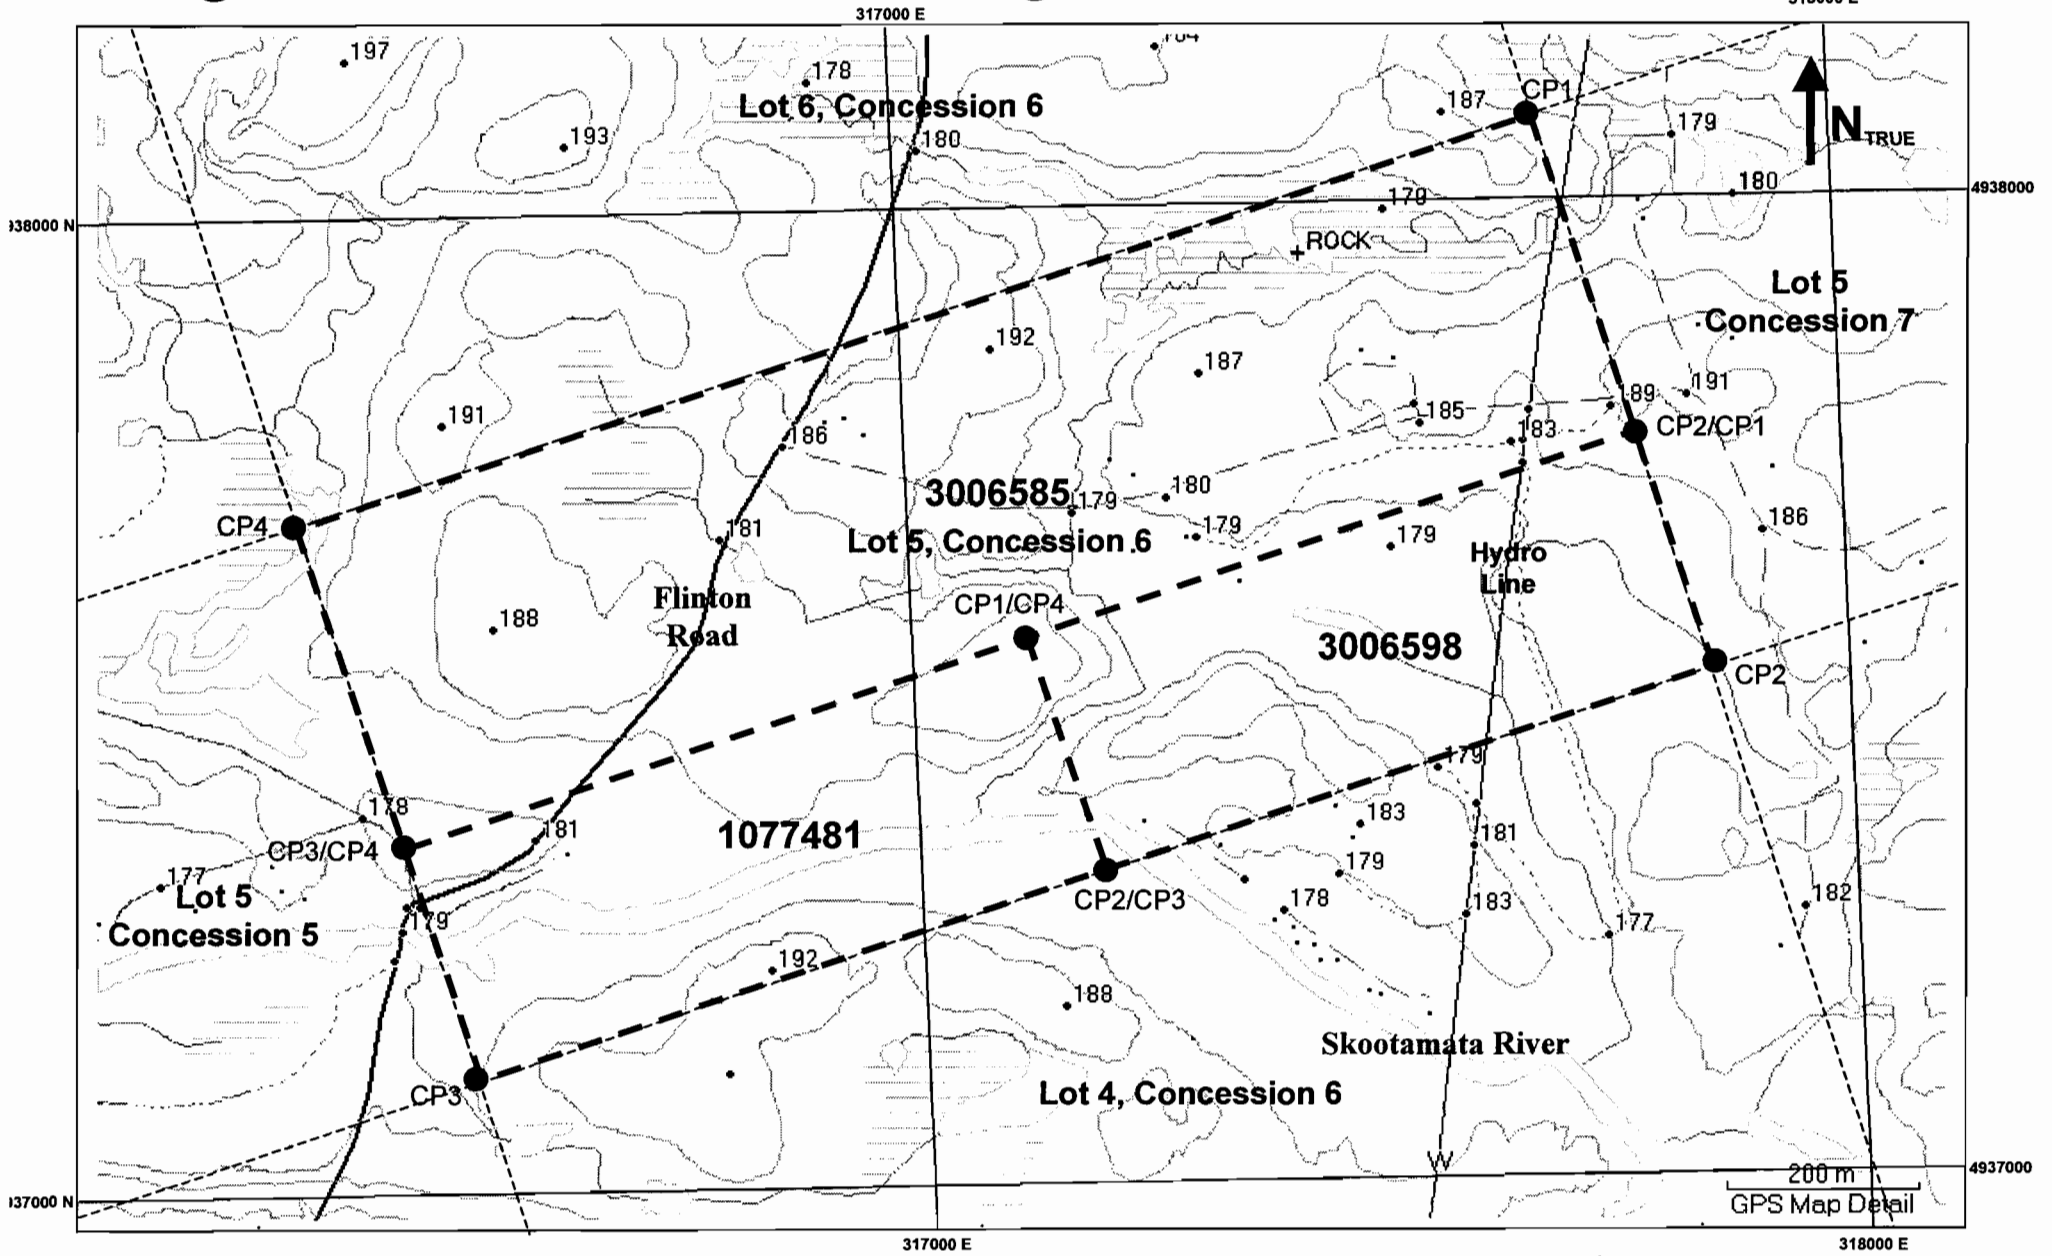 317000 E
197
178
Lot 6, Concession 6
193
180
187
CP1
179
N TRUE
180
4938000
179
ROCK
Lot 5
Concession 7
192
187
191
191
189
185
186
183
CP2/CP1
180
3006585
179
CP4
181
179
179
186
Lot 5, Concession 6
Hydro
Line
Flinton
Road
CP1/CP4
188
3006598
CP2
179
178
183
181
1077481
181
CP3/CP4
179
177
Lot 5
178
183
182
CP2/CP3
179
177
Concession 5
192
188
Skootamata River
CP3
Lot 4, Concession 6
4937000
200 m
GPS Map Detail
317000 E
318000 E